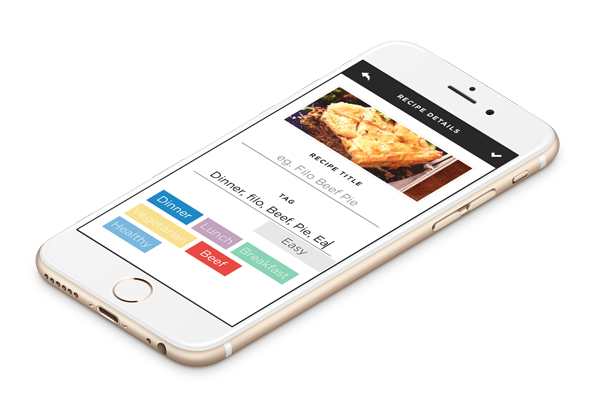 RECIPE DETAILS
RECIPE TITLE
eg. Filo Beef Pie
TAG
Dinner, filo, Beef, Pie, Ea
Easy
Dinner
Lunch
Breakfast
Vegetarian
Beef
Healthy